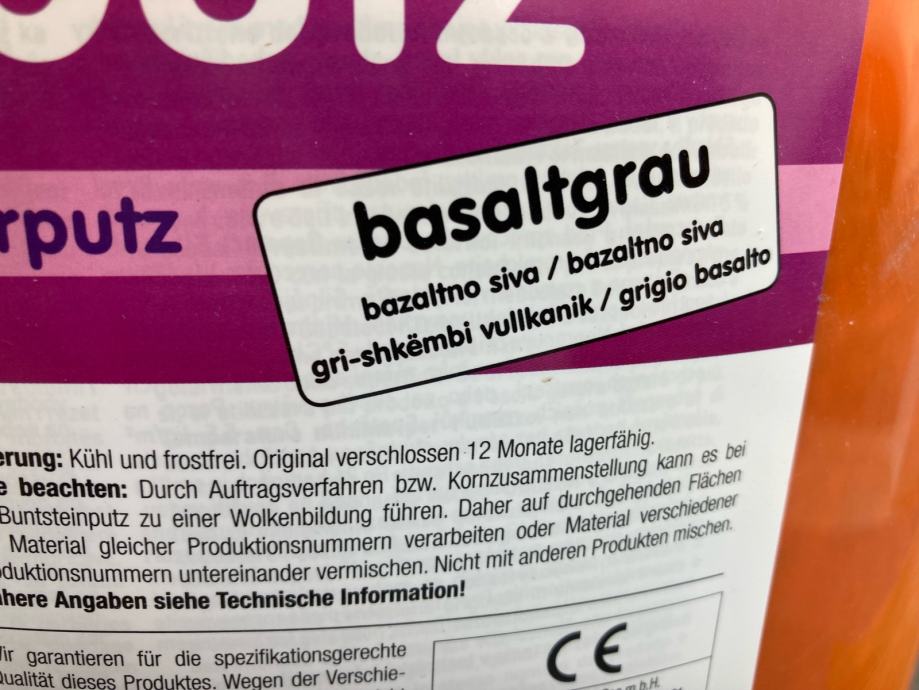 rputz
basaltgrau
bazaltno siva / bazaltno siva
gri-shkëmbi vullkanik / grigio basalto
erung: Kühl und frostfrei. Original verschlossen 12 Monate lagerfähig.
e beachten: Durch Auftragsverfahren bzw. Kornzusammenstellung kann es bei
Buntsteinputz zu einer Wolkenbildung führen. Daher auf durchgehenden Flächen
Material gleicher Produktionsnummern verarbeiten oder Material verschiedener
duktionsnummern untereinander vermischen. Nicht mit anderen Produkten mischen.
here Angaben siehe Technische Information!
Wir garantieren für die spezifikationsgerechte
Qualität dieses Produktes. Wegen der Verschie-
CE
m.b.H.